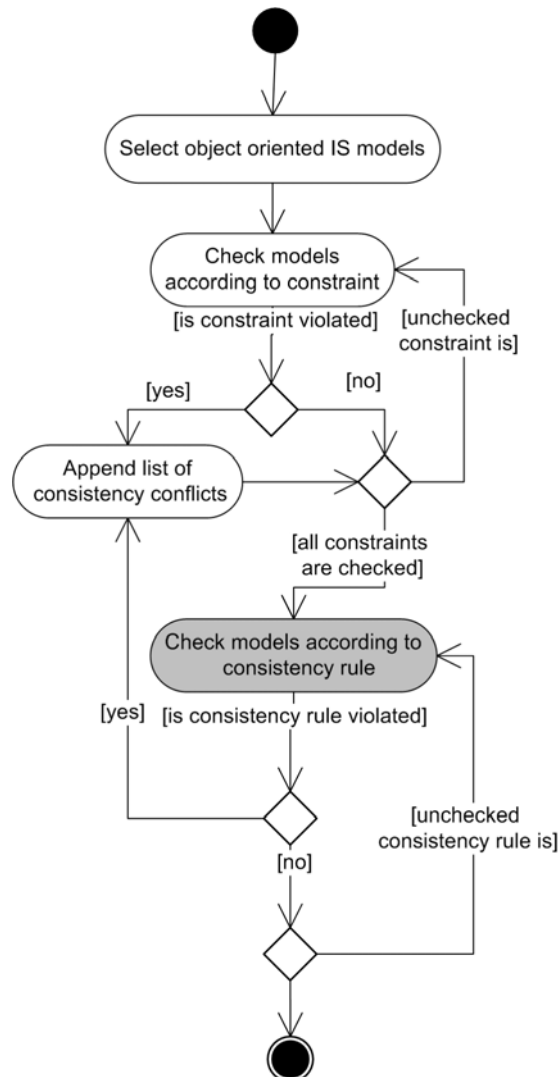 Select object oriented IS models
Check models
according to constraint
[is constraint violated]
[unchecked
constraint is]
[yes]
[no]
Append list of
consistency conflicts
[all constraints
are checked]
Check models according to
consistency rule
[yes]
[is consistency rule violated]
[unchecked
consistency rule is]
[no]